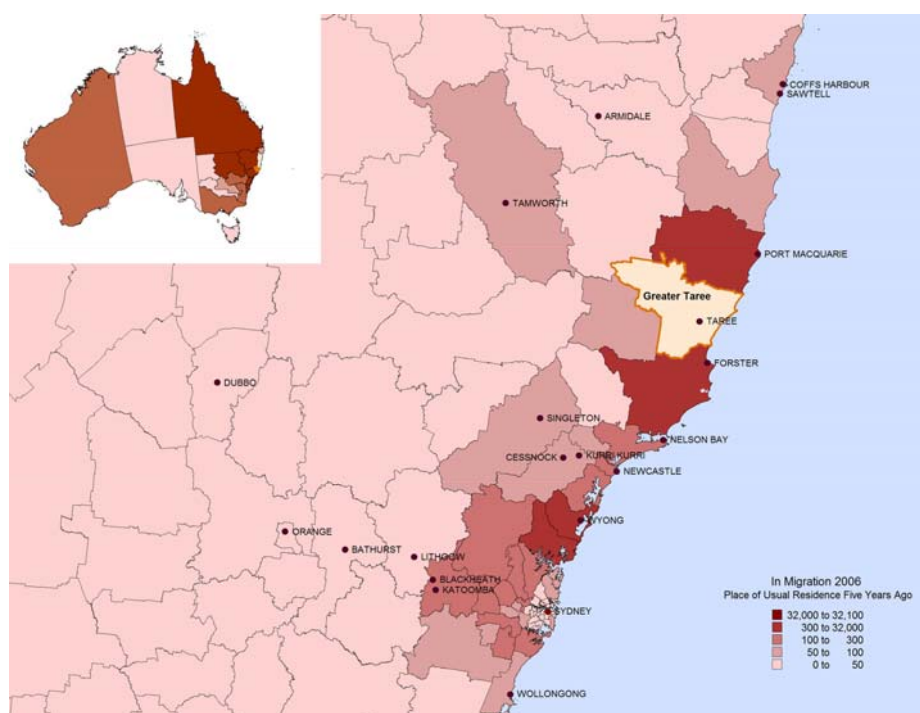 COFFS HARBOUR
SAWTELL
ARMIDALE
TAMWORTH
PORT MACQUARIE
Greater Taree
TAREE
FORSTER
DUBBO
SINGLETON
NELSON BAY
CESSNOCK
KURRI KURRI
NEWCASTLE
WYONG
ORANGE
BATHURST
LITHGOW
BLACKHEATH
KATOOMBA
SYDNEY
WOLLONGONG
In Migration 2006
Place of Usual Residence Five Years Ago
32,000 to 32,100
300 to 32,000
100 to 300
50 to 100
0 to 50